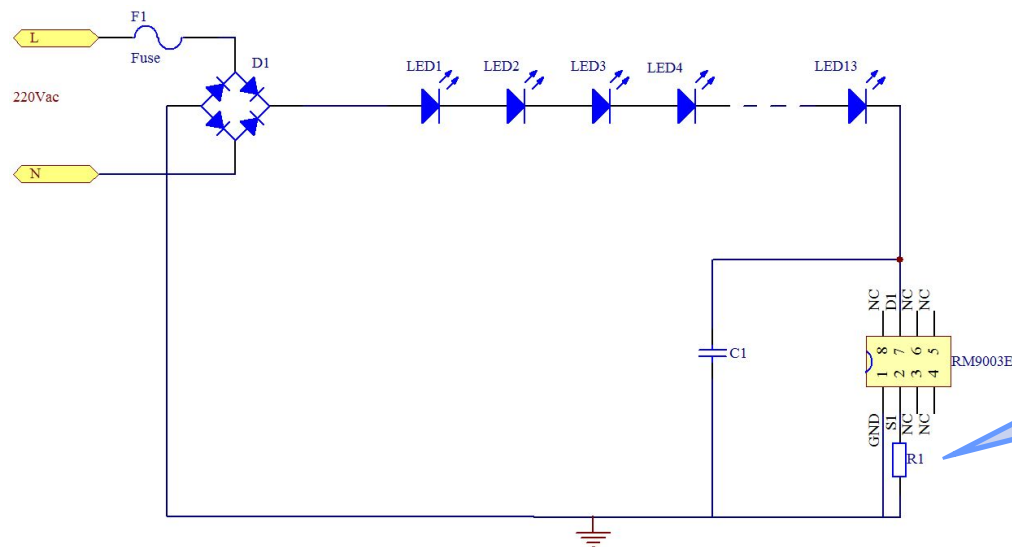 F1
L
Fuse
D1
220Vac
N
LED1
LED2
LED3
LED4
LED13
C1
NC
D1
NC
NC
8
7
6
5
1
2
3
4
RM9003E
GND
S1
NC
NC
R1